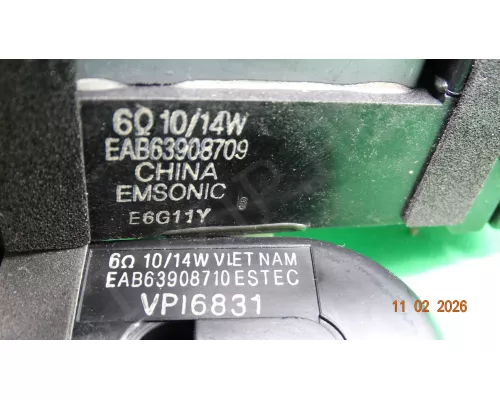 6Ω 10/14W
EAB63908709
CHINA
EMSONIC
E6G11Y
6Ω 10/14W VIETNAM
EAB63908710 ESTEC
VPI6831
11 02 2026